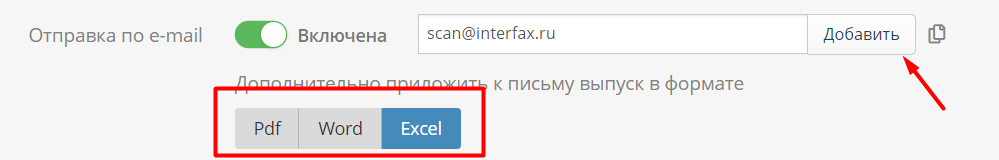 Отправка по e-mail Включена scan@interfax.ru Добавить
Дополнительно приложить к письму выпуск в формате
Pdf Word Excel